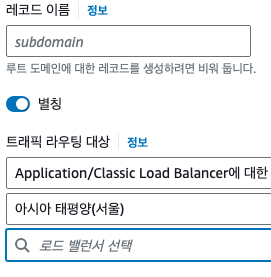 레코드 이름 정보
subdomain
루트 도메인에 대한 레코드를 생성하려면 비워 둡니다.
별칭
트래픽 라우팅 대상 정보
Application/Classic Load Balancer에 대한
아시아 태평양(서울)
로드 밸런서 선택